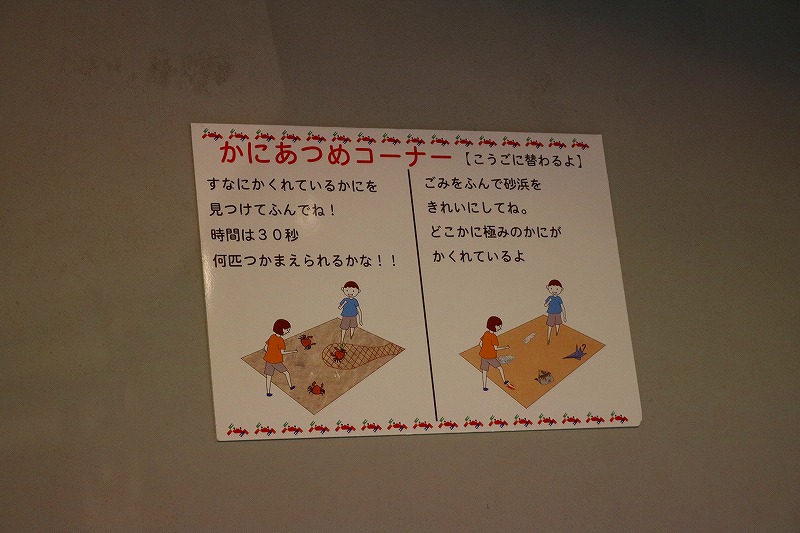 かにあつめコーナー【こうごに替わるよ】
すなにかくれているかにを
見つけてふんでね！
時間は３０秒
何匹つかまえられるかな！！
ごみをふんで砂浜を
きれいにしてね。
どこかに極みのかにが
かくれているよ